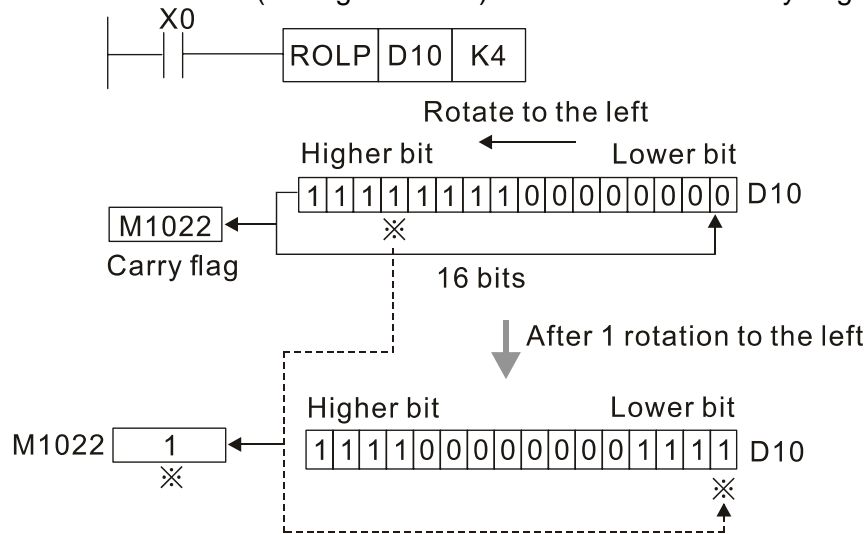 X0
ROLP D10 K4
Rotate to the left
Higher bit Lower bit
1 1 1 1 1 1 1 1 0 0 0 0 0 0 0 0 D10
M1022 ※
Carry flag
16 bits
After 1 rotation to the left
Higher bit Lower bit
M1022 1 1 1 1 1 0 0 0 0 0 0 0 0 1 1 1 1 D10
※ ※